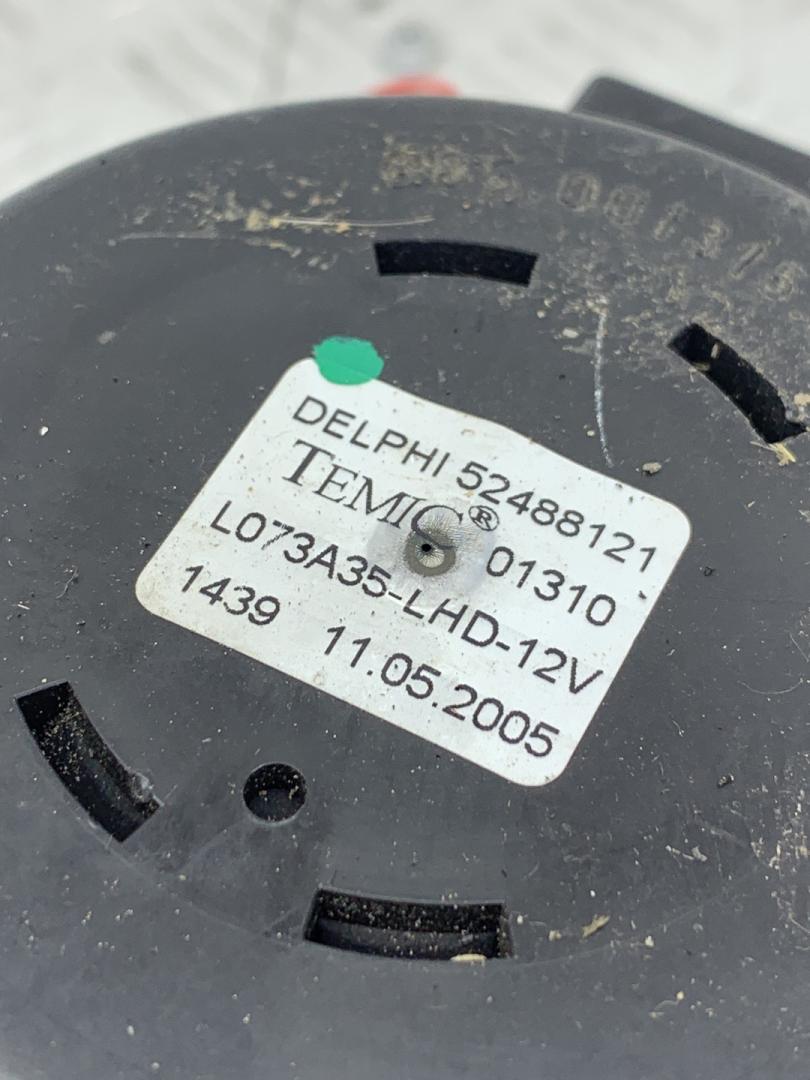 DELPHI 52488121
TEMIC® 01310
L073A35-LHD-12V
1439 11.05.2005